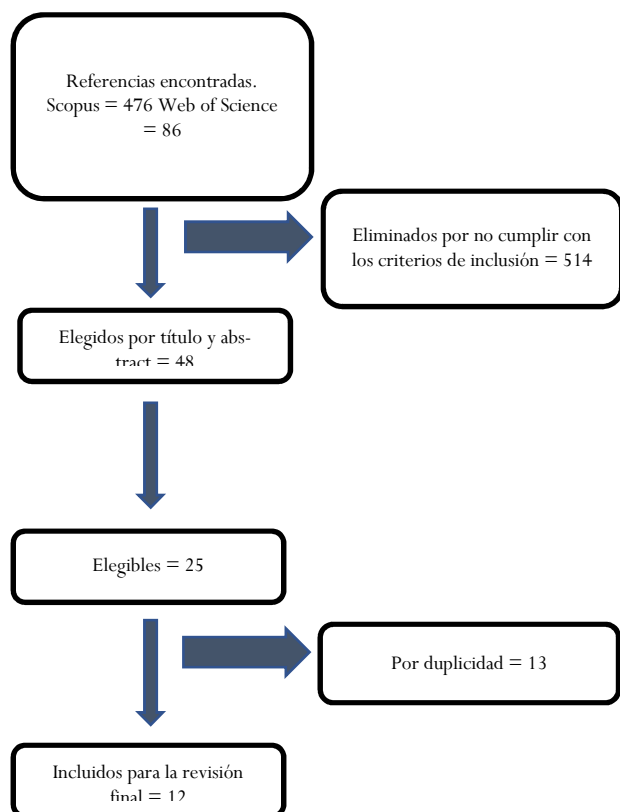 Referencias encontradas.
Scopus = 476 Web of Science
= 86
Eliminados por no cumplir con
los criterios de inclusión = 514
Elegidos por título y abs-
tract = 48
Elegibles = 25
Por duplicidad = 13
Incluidos para la revisión
final = 12